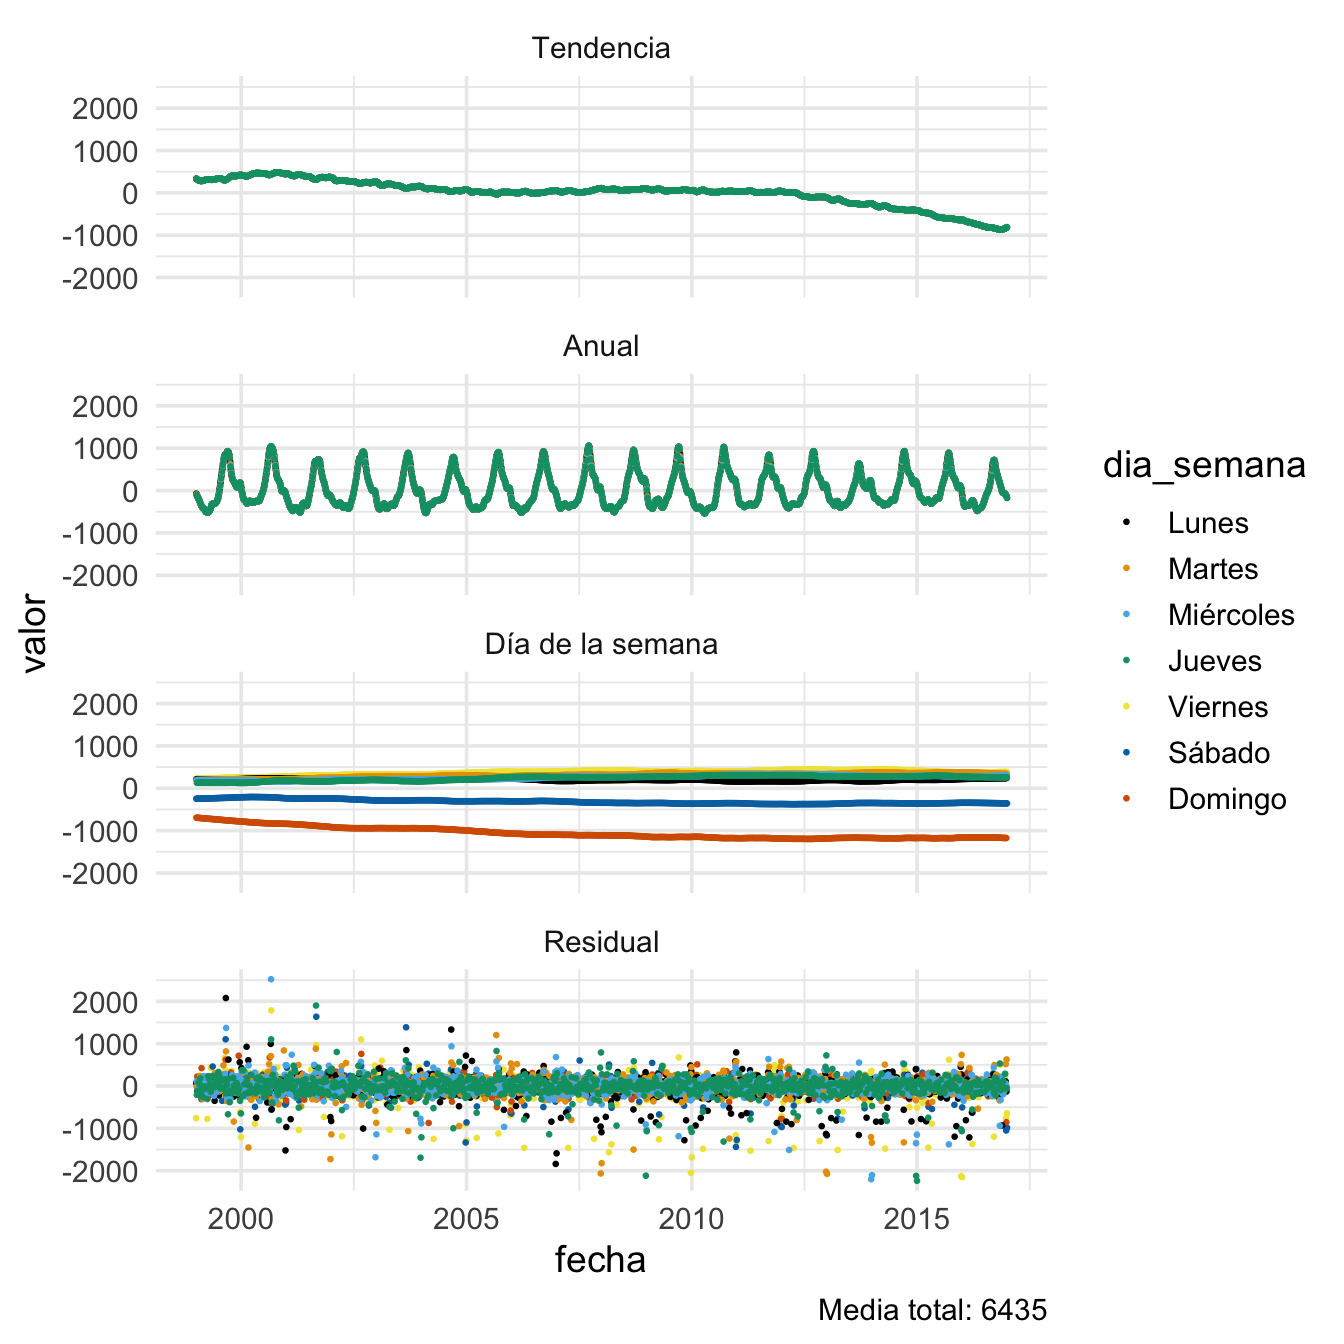 Tendencia
2000
1000
0
-1000
-2000
Anual
2000
1000
0
-1000
-2000
Día de la semana
2000
1000
0
-1000
-2000
Residual
2000
1000
0
-1000
-2000
2000 2005 2010 2015
fecha
valor
dia_semana
Lunes
Martes
Miércoles
Jueves
Viernes
Sábado
Domingo
Media total: 6435